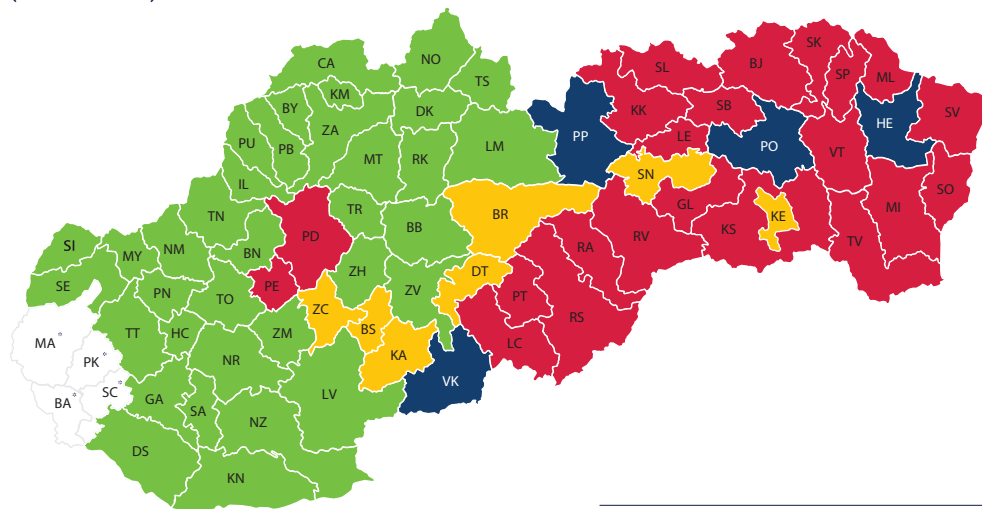 CA
NO
TS
KM
BY
DK
ZA
PU
PB
MT
RK
LM
IL
TN
TR
BB
SI
MY
NM
BN
PD
ZH
SE
PN
TO
PE
ZV
ZC
BS
KA
TT
HC
ZM
MA*
PK*
NR
BA*
SC*
GA
SA
NZ
LV
DS
KN
VK
BR
DT
PP
SL
BJ
SK
SP
ML
SV
KK
SB
HE
LE
PO
VT
SN
GL
KE
KS
MI
SO
TV
RV
RA
PT
RS
LC